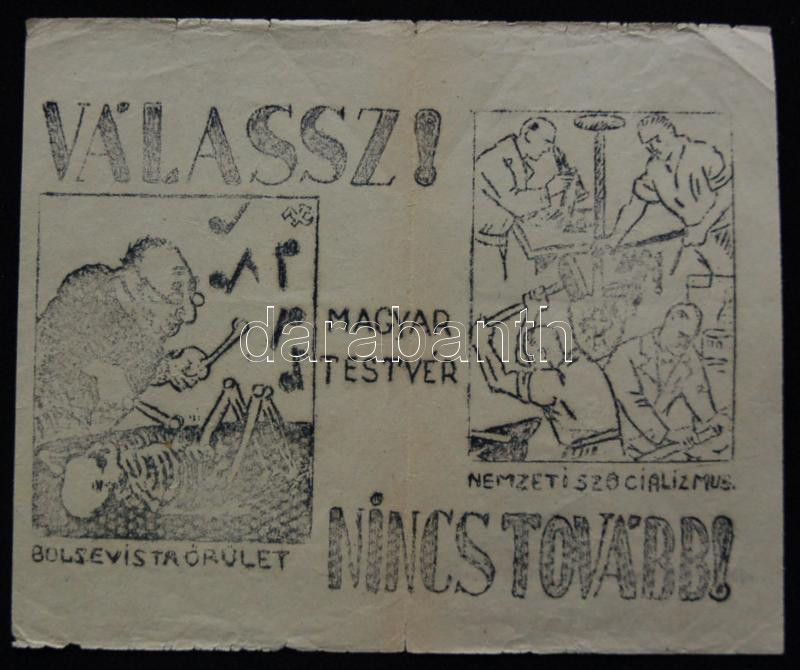 VÁLASSZ!
MAGYAR
TESTVÉR
BOLSEVISTA ŐRÜLET
NEMZETI SZOCIALIZMUS.
NINCS TOVÁBB!
darabanth